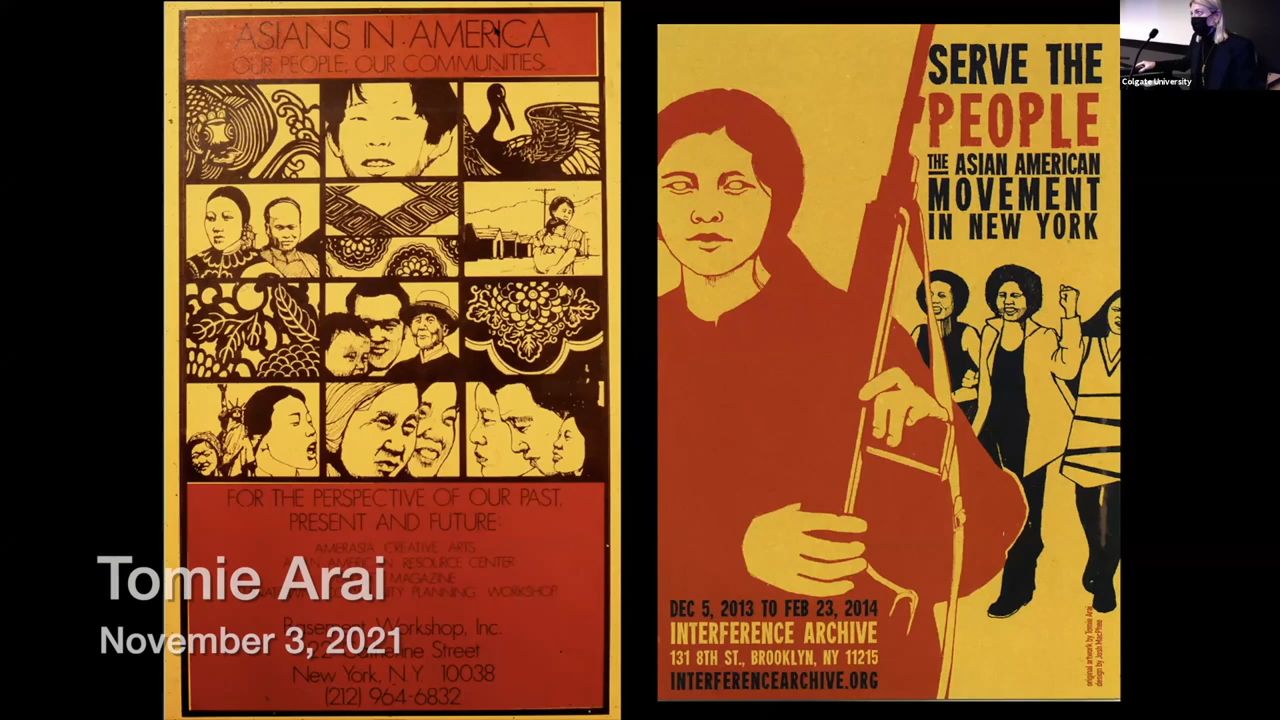 ASIANS IN AMERICA
OUR PEOPLE, OUR COMMUNITIES
FOR THE PERSPECTIVE OF OUR PAST,
PRESENT AND FUTURE:
AMERASIA CREATIVE ARTS
RESOURCE CENTER
MAGAZINE
PLANNING WORKSHOP
Basement Workshop, Inc.
22 Catherine Street
New York, N.Y. 10038
(212) 964-6832
Tomie Arai
November 3, 2021
SERVE THE
PEOPLE
THE ASIAN AMERICAN
MOVEMENT
IN NEW YORK
DEC 5, 2013 TO FEB 23, 2014
INTERFERENCE ARCHIVE
131 8TH ST., BROOKLYN, NY 11215
INTERFERENCEARCHIVE.ORG
original artwork by Tomie Arai
design by Josh MacPhee
Colgate University